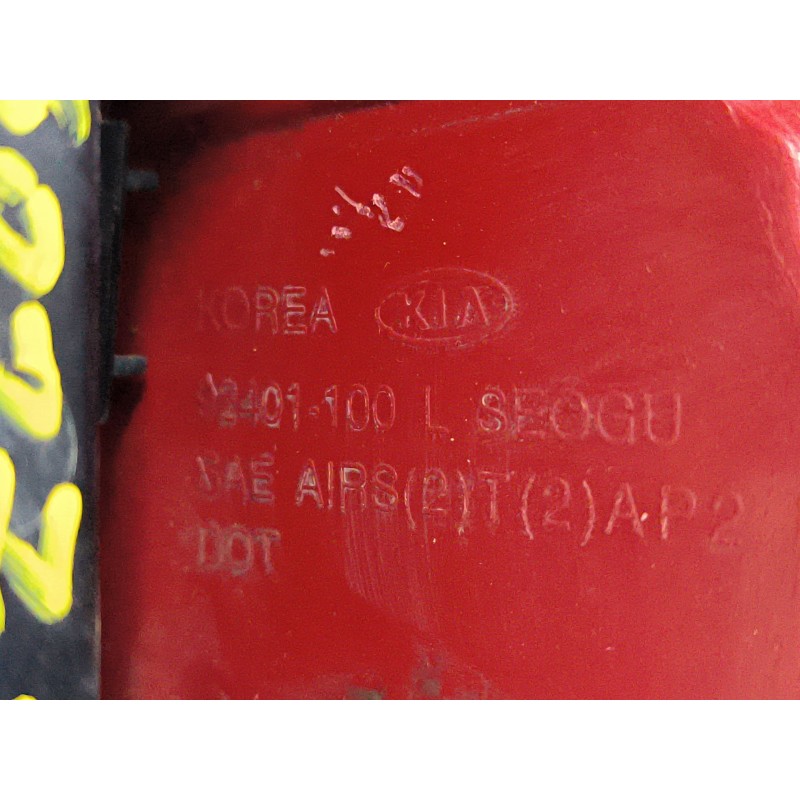 KOREA KIA
92401-100 L SEOGU
SAE AIRS(2)T(2)AP2
DOT